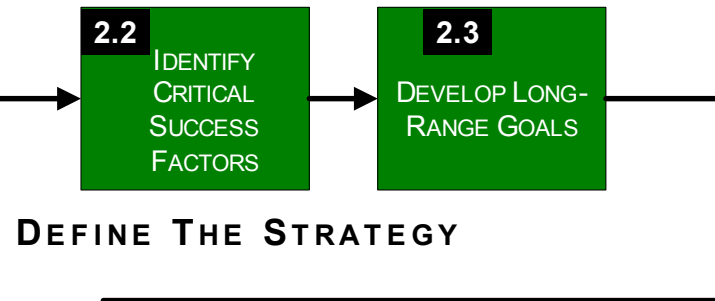 2.2
IDENTIFY
CRITICAL
SUCCESS
FACTORS
2.3
DEVELOP LONG-
RANGE GOALS
DEFINE THE STRATEGY